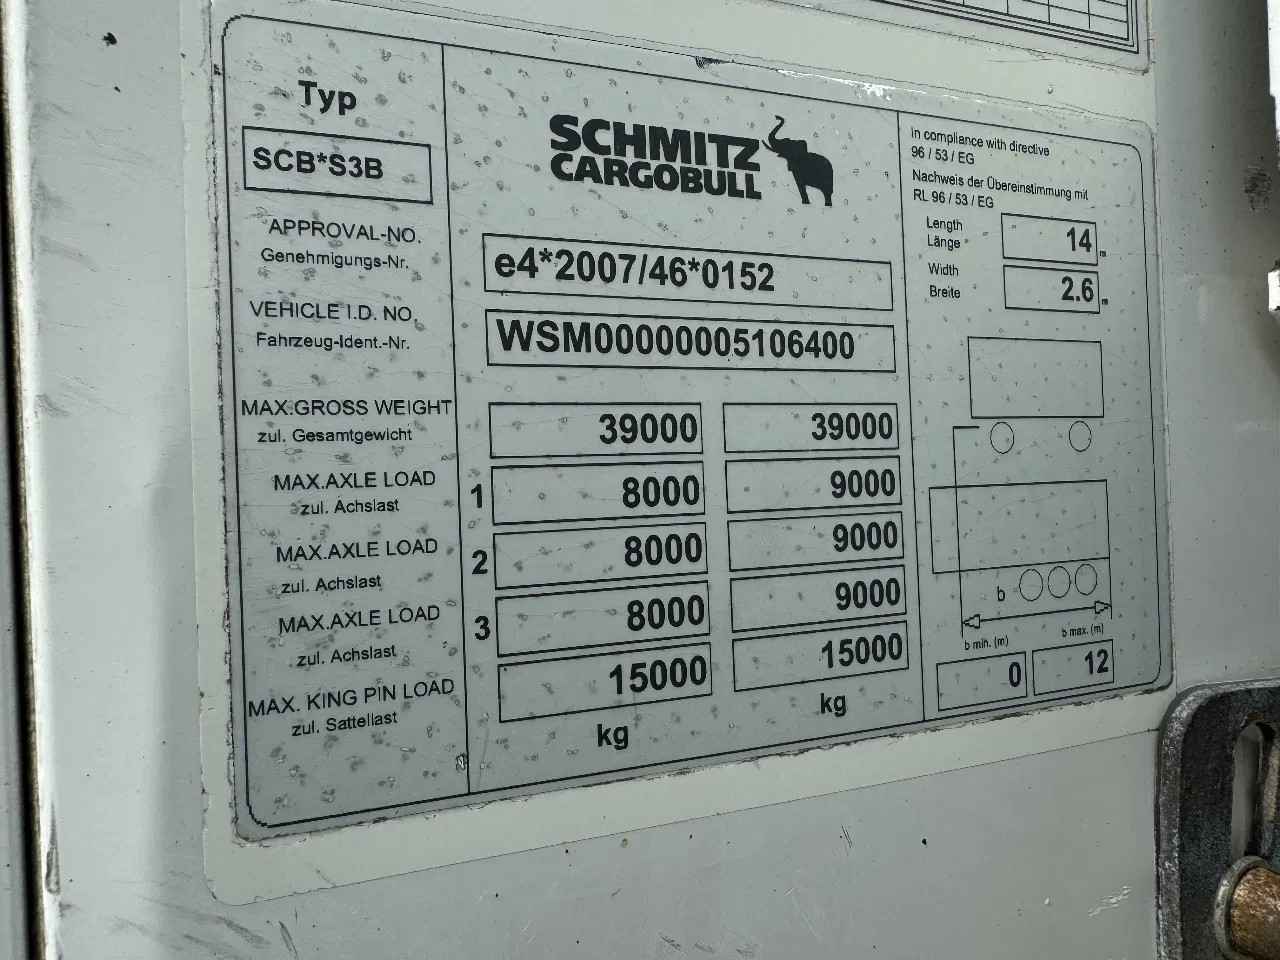 Typ
SCB*S3B
SCHMITZ
CARGOBULL
APPROVAL-NO.
Genehmigungs-Nr.
e4*2007/46*0152
VEHICLE I.D. NO.
Fahrzeug-Ident.-Nr.
WSM00000005106400
MAX.GROSS WEIGHT
zul. Gesamtgewicht
39000 39000
MAX.AXLE LOAD
zul. Achslast
1 8000 9000
MAX.AXLE LOAD
zul. Achslast
2 8000 9000
MAX.AXLE LOAD
zul. Achslast
3 8000 9000
MAX. KING PIN LOAD
zul. Sattellast
15000 15000
kg kg
In compliance with directive
96 / 53 / EG
Nachweis der Übereinstimmung mit
RL 96 / 53 / EG
Length
Länge
14 m
Width
Breite
2.6 m
b
b min. (m) b max. (m)
0 12